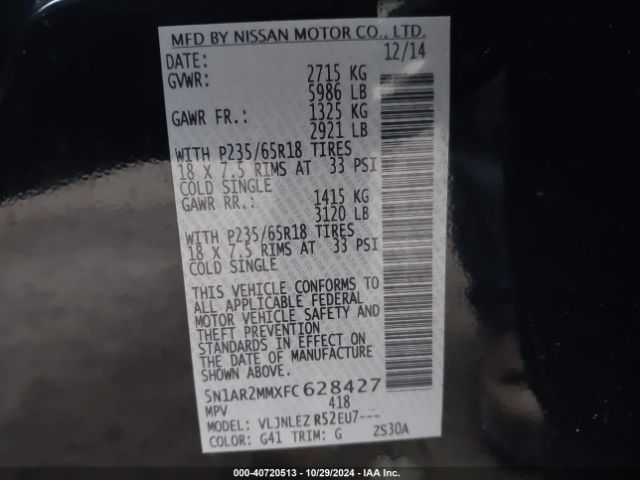 MFD BY NISSAN MOTOR CO., LTD.
DATE: 12/14
GVWR: 2715 KG
5986 LB
GAWR FR.: 1325 KG
2921 LB
WITH P235/65R18 TIRES
18 X 7.5 RIMS AT 33 PSI
COLD SINGLE
GAWR RR.: 1415 KG
3120 LB
WITH P235/65R18 TIRES
18 X 7.5 RIMS AT 33 PSI
COLD SINGLE
THIS VEHICLE CONFORMS TO
ALL APPLICABLE FEDERAL
MOTOR VEHICLE SAFETY AND
THEFT PREVENTION
STANDARDS IN EFFECT ON
THE DATE OF MANUFACTURE
SHOWN ABOVE.
5N1AR2MMXFC628427
MPV 418
MODEL: VLJNLEZ R52EU7---
COLOR: G41 TRIM: G ZS30A
000-40720513 - 10/29/2024 - IAA Inc.